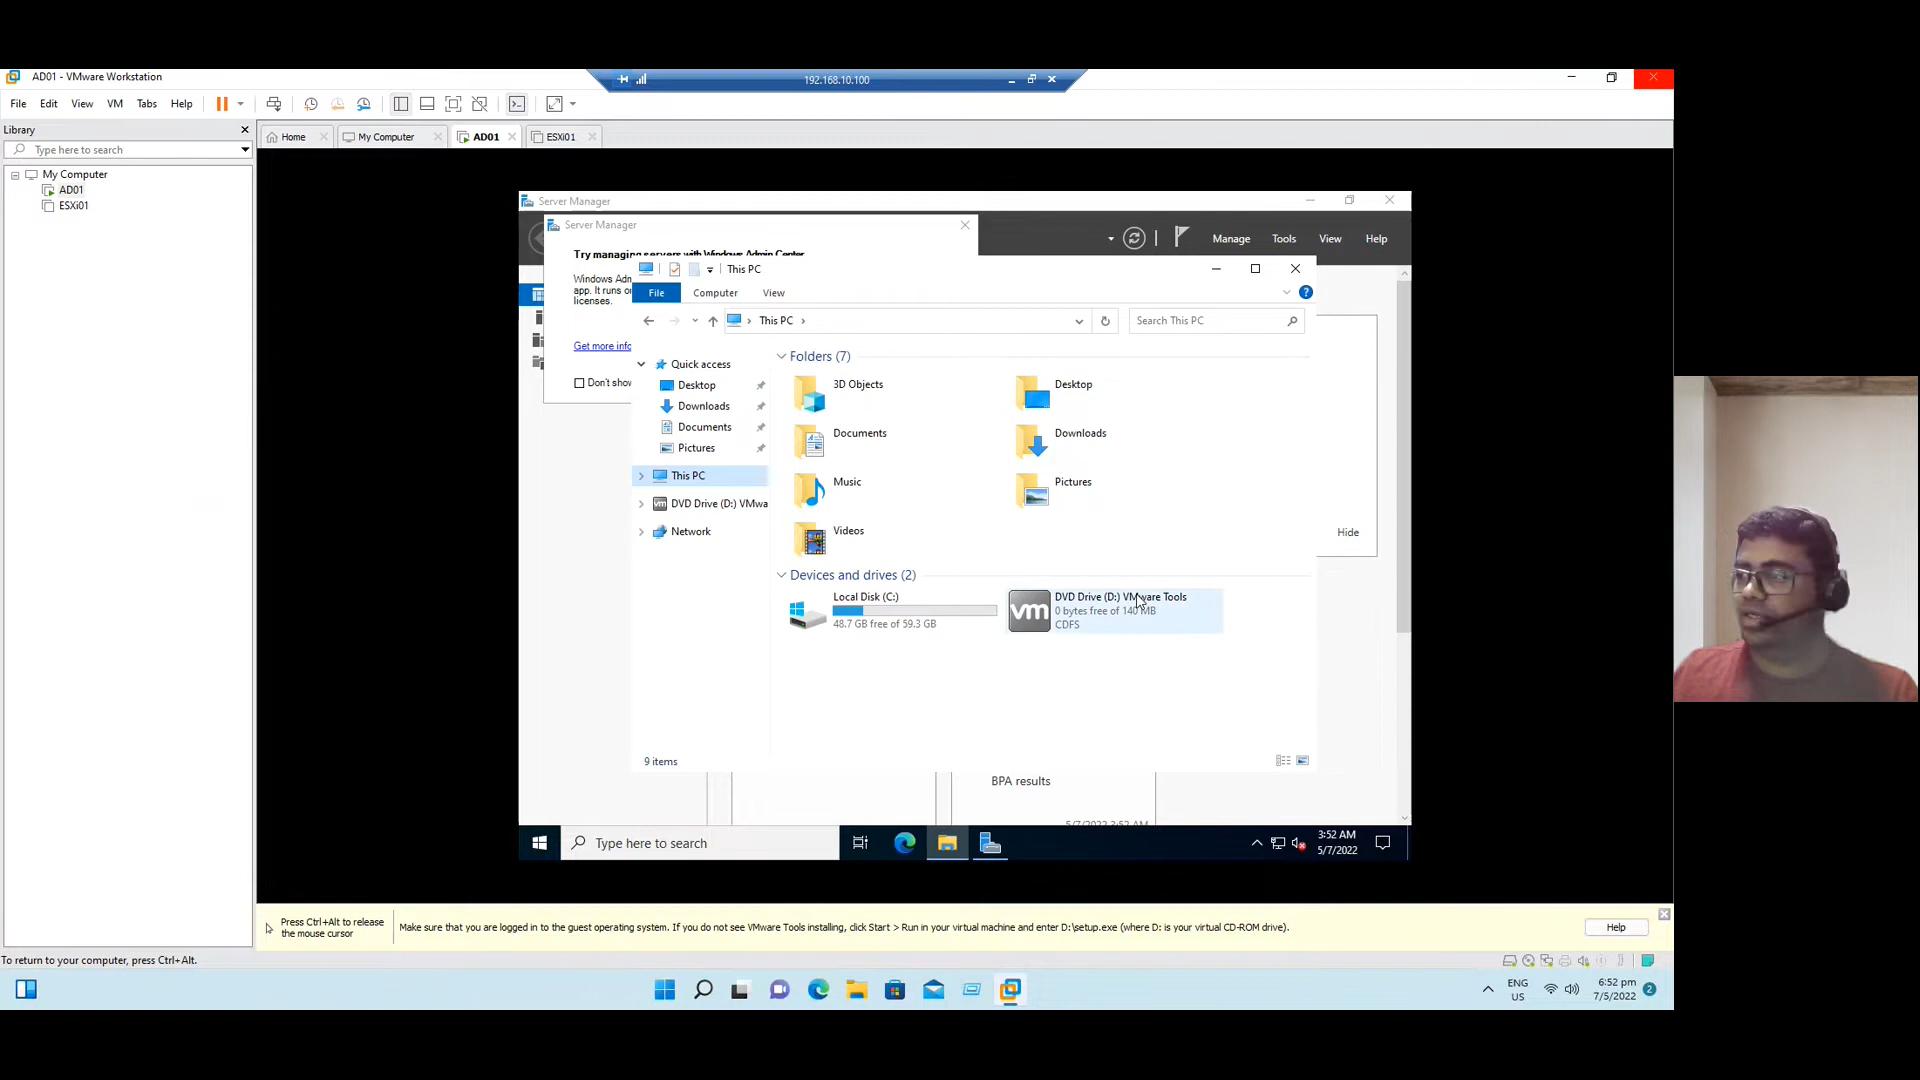 AD01 - VMware Workstation
192.168.10.100
File Edit View VM Tabs Help
Library
Type here to search
My Computer
AD01
ESXi01
Home
My Computer
AD01
ESXi01
Server Manager
Manage Tools View Help
Server Manager
Try managing servers with Windows Admin Center
Windows Adm
app. It runs o
licenses.
Get more info
Don't show
This PC
File Computer View
This PC
Search This PC
Quick access
Desktop
Downloads
Documents
Pictures
This PC
DVD Drive (D:) VMwa
Network
Folders (7)
3D Objects
Desktop
Documents
Downloads
Music
Pictures
Videos
Devices and drives (2)
Local Disk (C:)
48.7 GB free of 59.3 GB
vm
DVD Drive (D:) VMware Tools
0 bytes free of 140 MB
CDFS
9 items
Hide
BPA results
5/7/2022 3:52 AM
Type here to search
3:52 AM
5/7/2022
Press Ctrl+Alt to release
the mouse cursor
Make sure that you are logged in to the guest operating system. If you do not see VMware Tools installing, click Start > Run in your virtual machine and enter D:\setup.exe (where D: is your virtual CD-ROM drive).
Help
To return to your computer, press Ctrl+Alt.
ENG
US
6:52 pm
7/5/2022
2